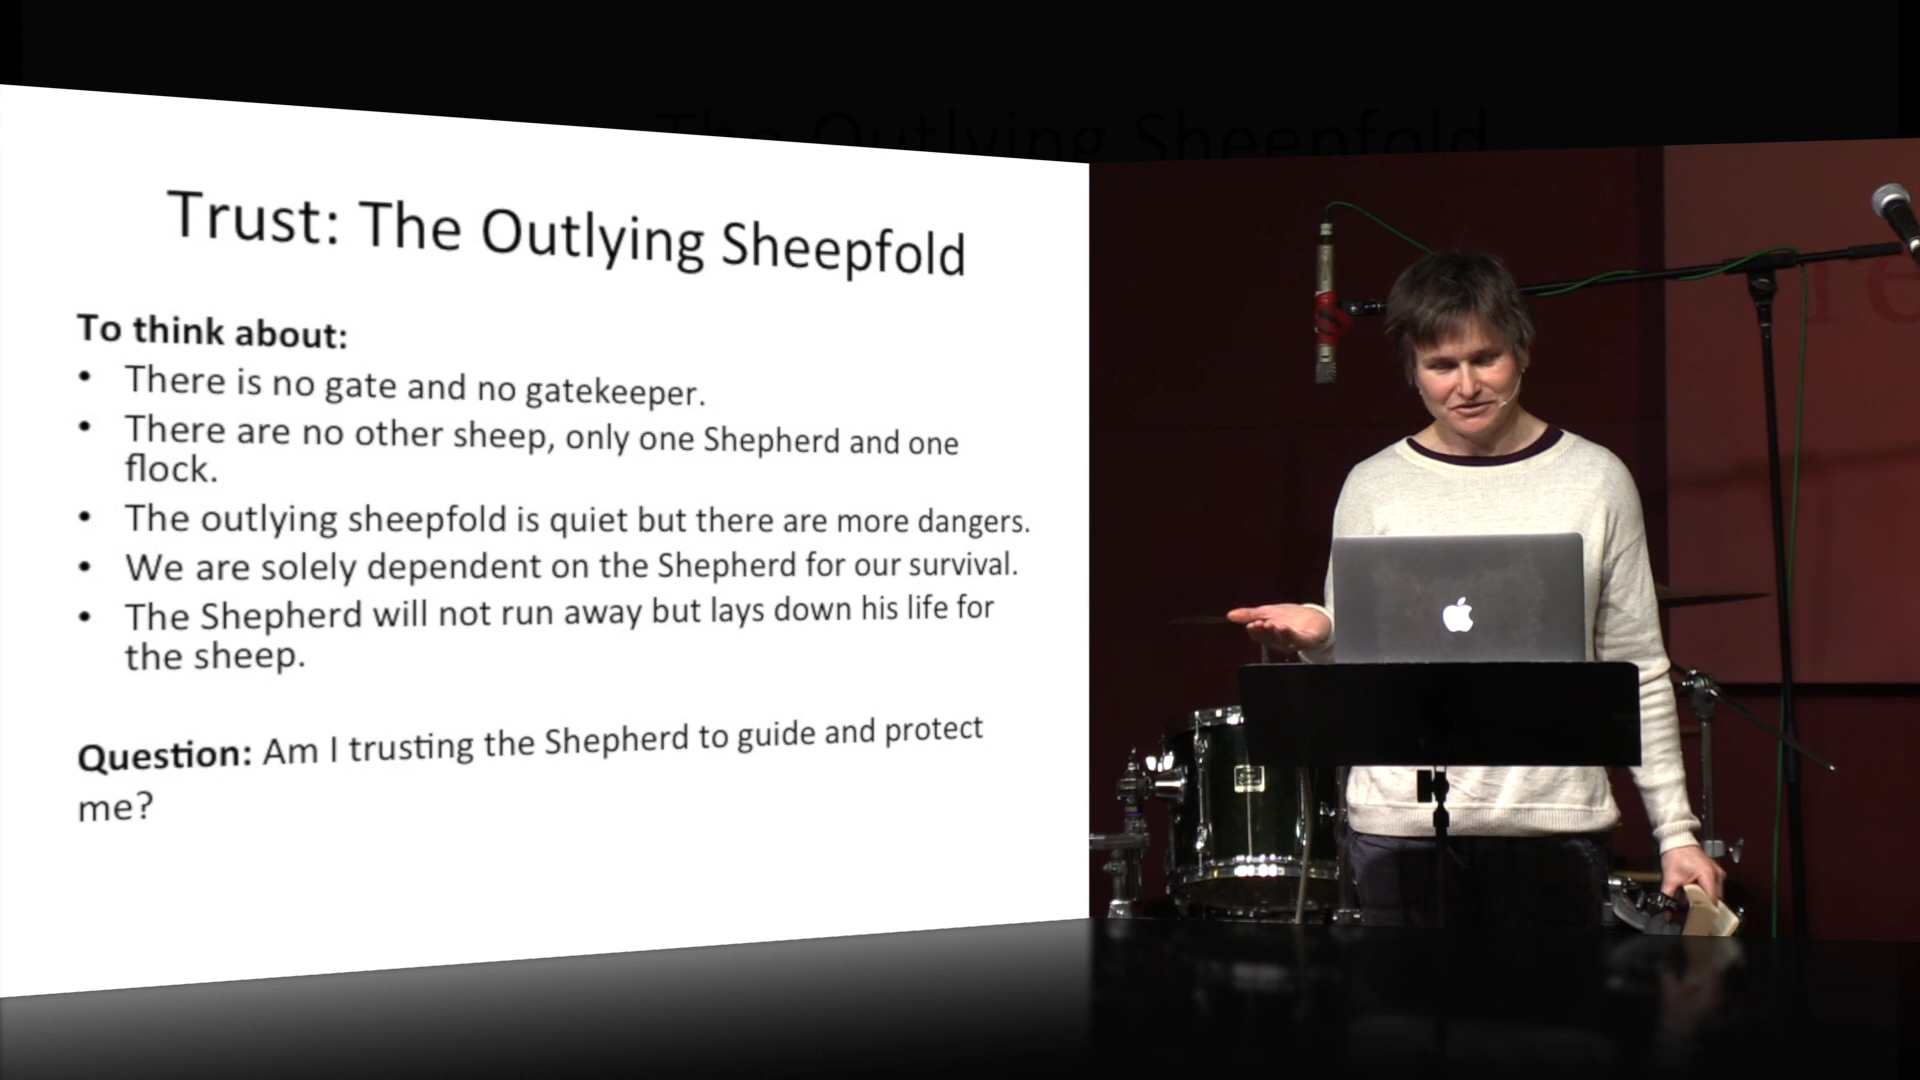 The Outlying Sheepfold
Trust: The Outlying Sheepfold
To think about:
• There is no gate and no gatekeeper.
• There are no other sheep, only one Shepherd and one
flock.
• The outlying sheepfold is quiet but there are more dangers.
• We are solely dependent on the Shepherd for our survival.
• The Shepherd will not run away but lays down his life for
the sheep.
Question: Am I trusting the Shepherd to guide and protect
me?